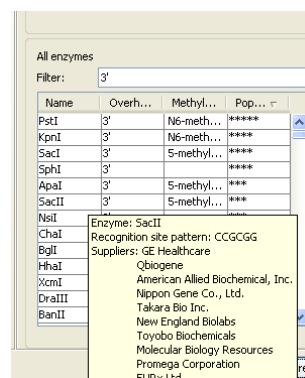 All enzymes
Filter: 3'
Name Overh... Methyl... Pop...
PstI 3' N6-meth... *****
KpnI 3' N6-meth... ****
SacI 3' 5-methyl... ****
SphI 3' ****
ApaI 3' 5-methyl... ***
SacII 3' 5-methyl... ***
NsiI
ChaI
BglI
HhaI
XcmI
DraIII
BanII
Enzyme: SacII
Recognition site pattern: CCGCGG
Suppliers: GE Healthcare
Qbiogene
American Allied Biochemical, Inc.
Nippon Gene Co., Ltd.
Takara Bio Inc.
New England Biolabs
Toyobo Biochemicals
Molecular Biology Resources
Promega Corporation
EURx Ltd.